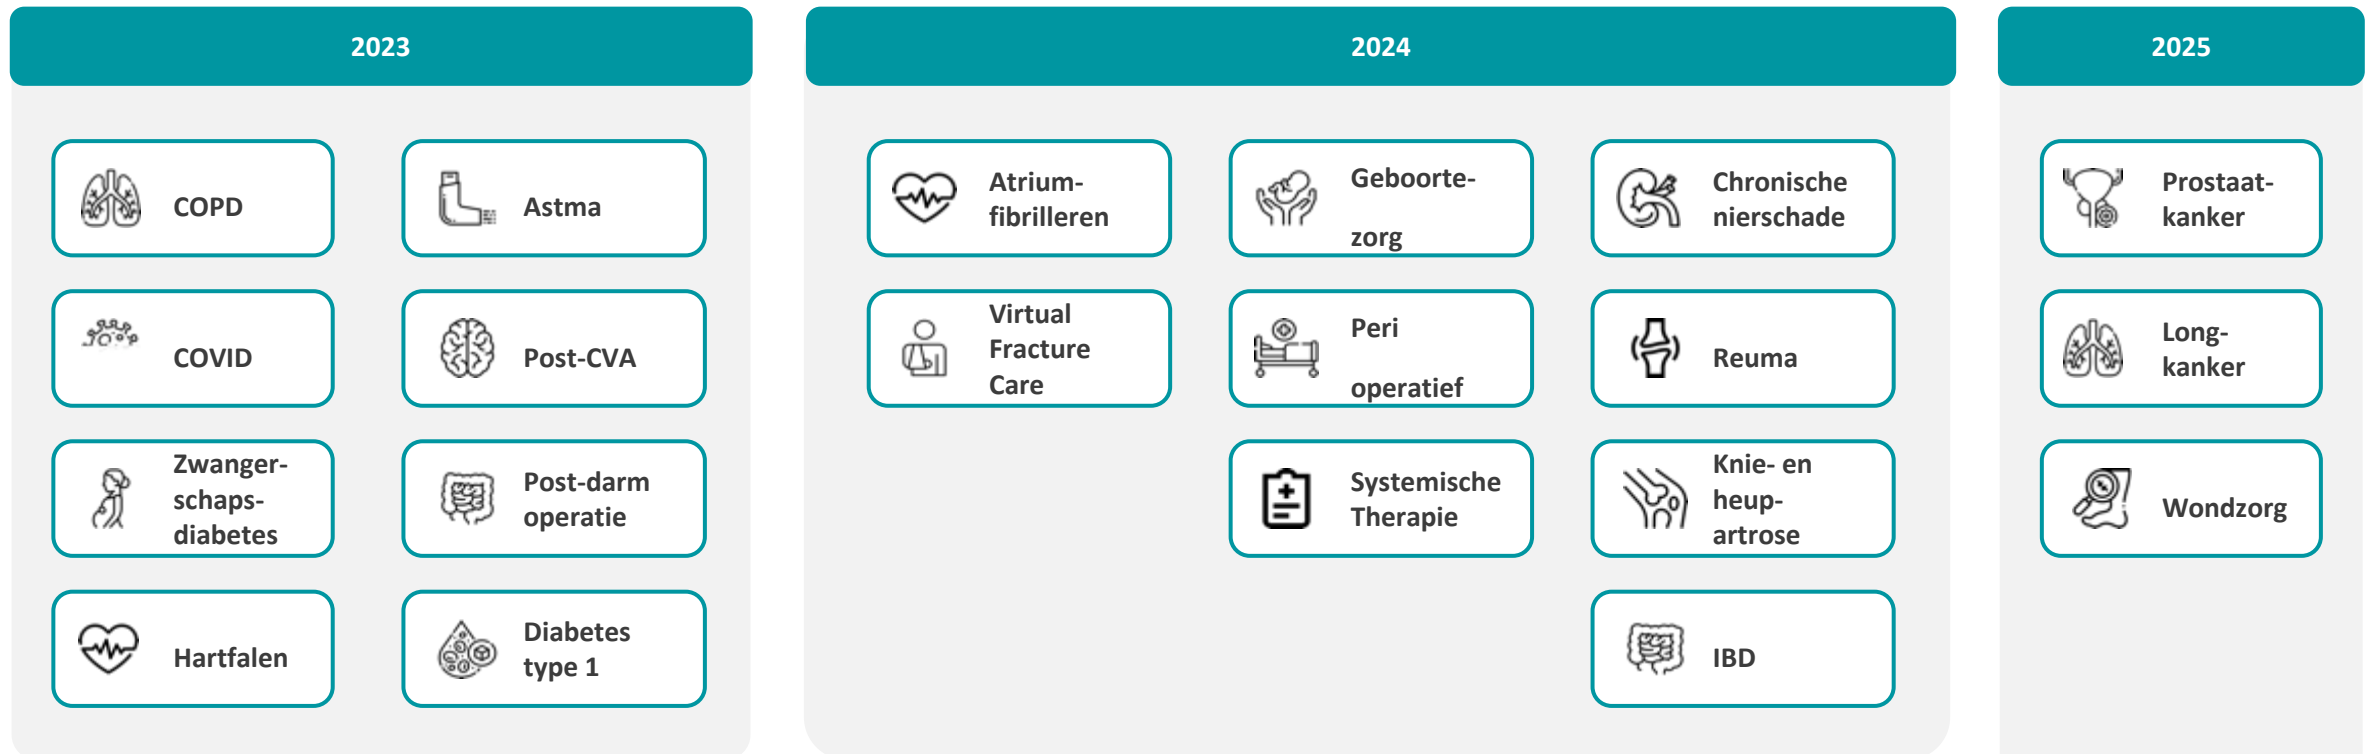 2023
COPD
Astma
COVID
Post-CVA
Zwanger-
schaps-
diabetes
Post-darm
operatie
Hartfalen
Diabetes
type 1
2024
Atrium-
fibrilleren
Geboorte-
zorg
Chronische
nierschade
Virtual
Fracture
Care
Peri
operatief
Reuma
Systemische
Therapie
Knie- en
heup-
artrose
IBD
2025
Prostaat-
kanker
Long-
kanker
Wondzorg